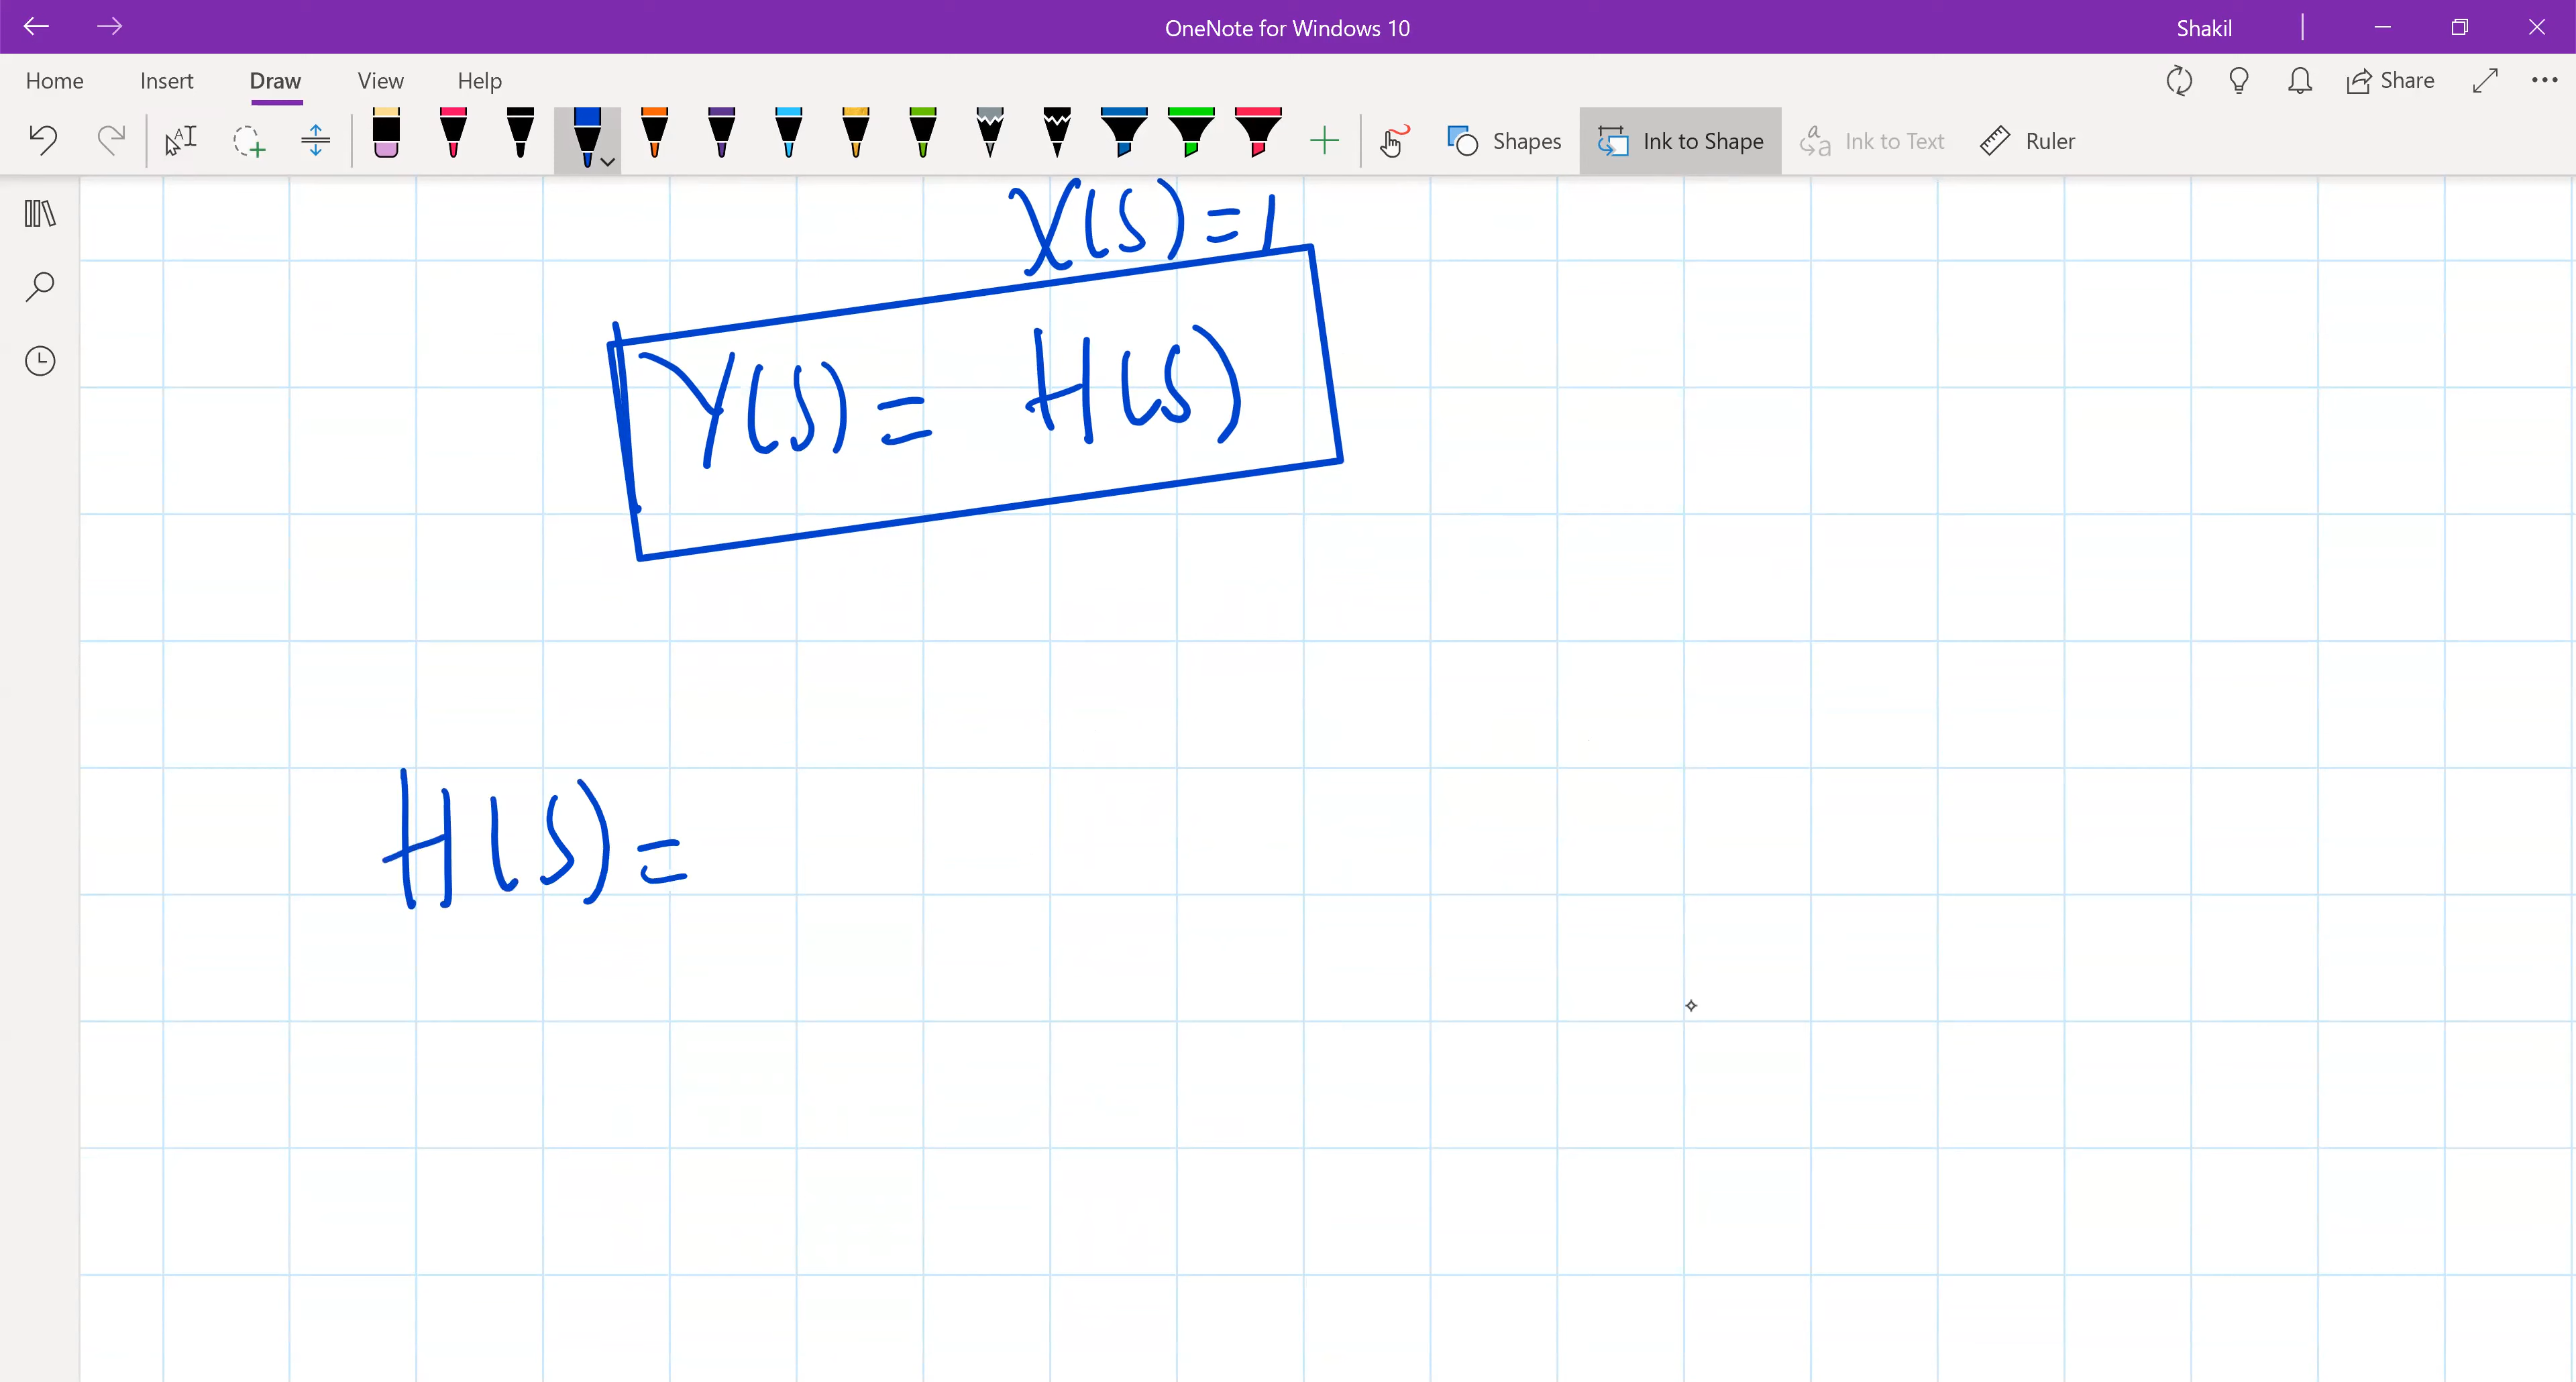 OneNote for Windows 10
Shakil
Home Insert Draw View Help
Share
Shapes Ink to Shape Ink to Text Ruler
X(S)=1
Y(S)= H(S)
H(S)=